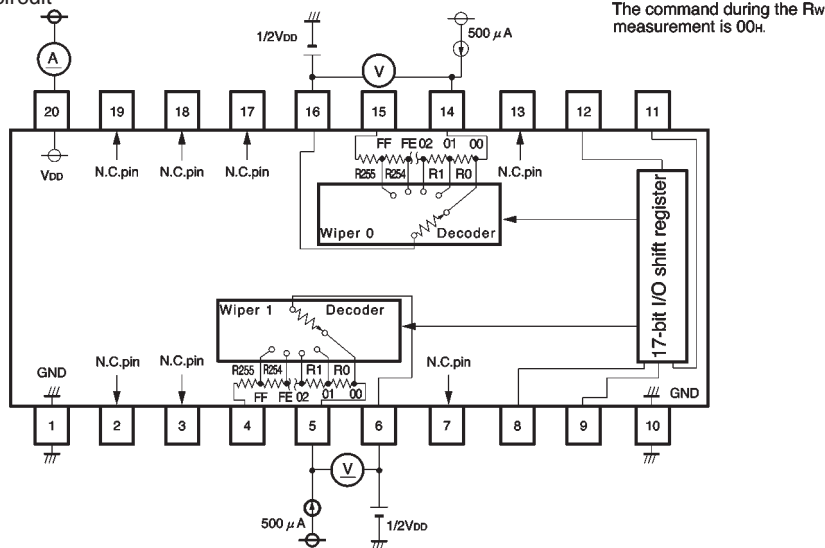 circuit
The command during the Rw
measurement is 00H.
A
1/2VDD
V
500 μA
20
19
18
17
16
15
14
13
12
11
VDD
N.C.pin
N.C.pin
N.C.pin
FF
FE
02
01
00
R255
R254
R1
R0
N.C.pin
Wiper 0
Decoder
17-bit I/O shift register
Wiper 1
Decoder
GND
N.C.pin
N.C.pin
R255
R254
R1
R0
FF
FE
02
01
00
N.C.pin
GND
1
2
3
4
5
6
7
8
9
10
V
500 μA
1/2VDD